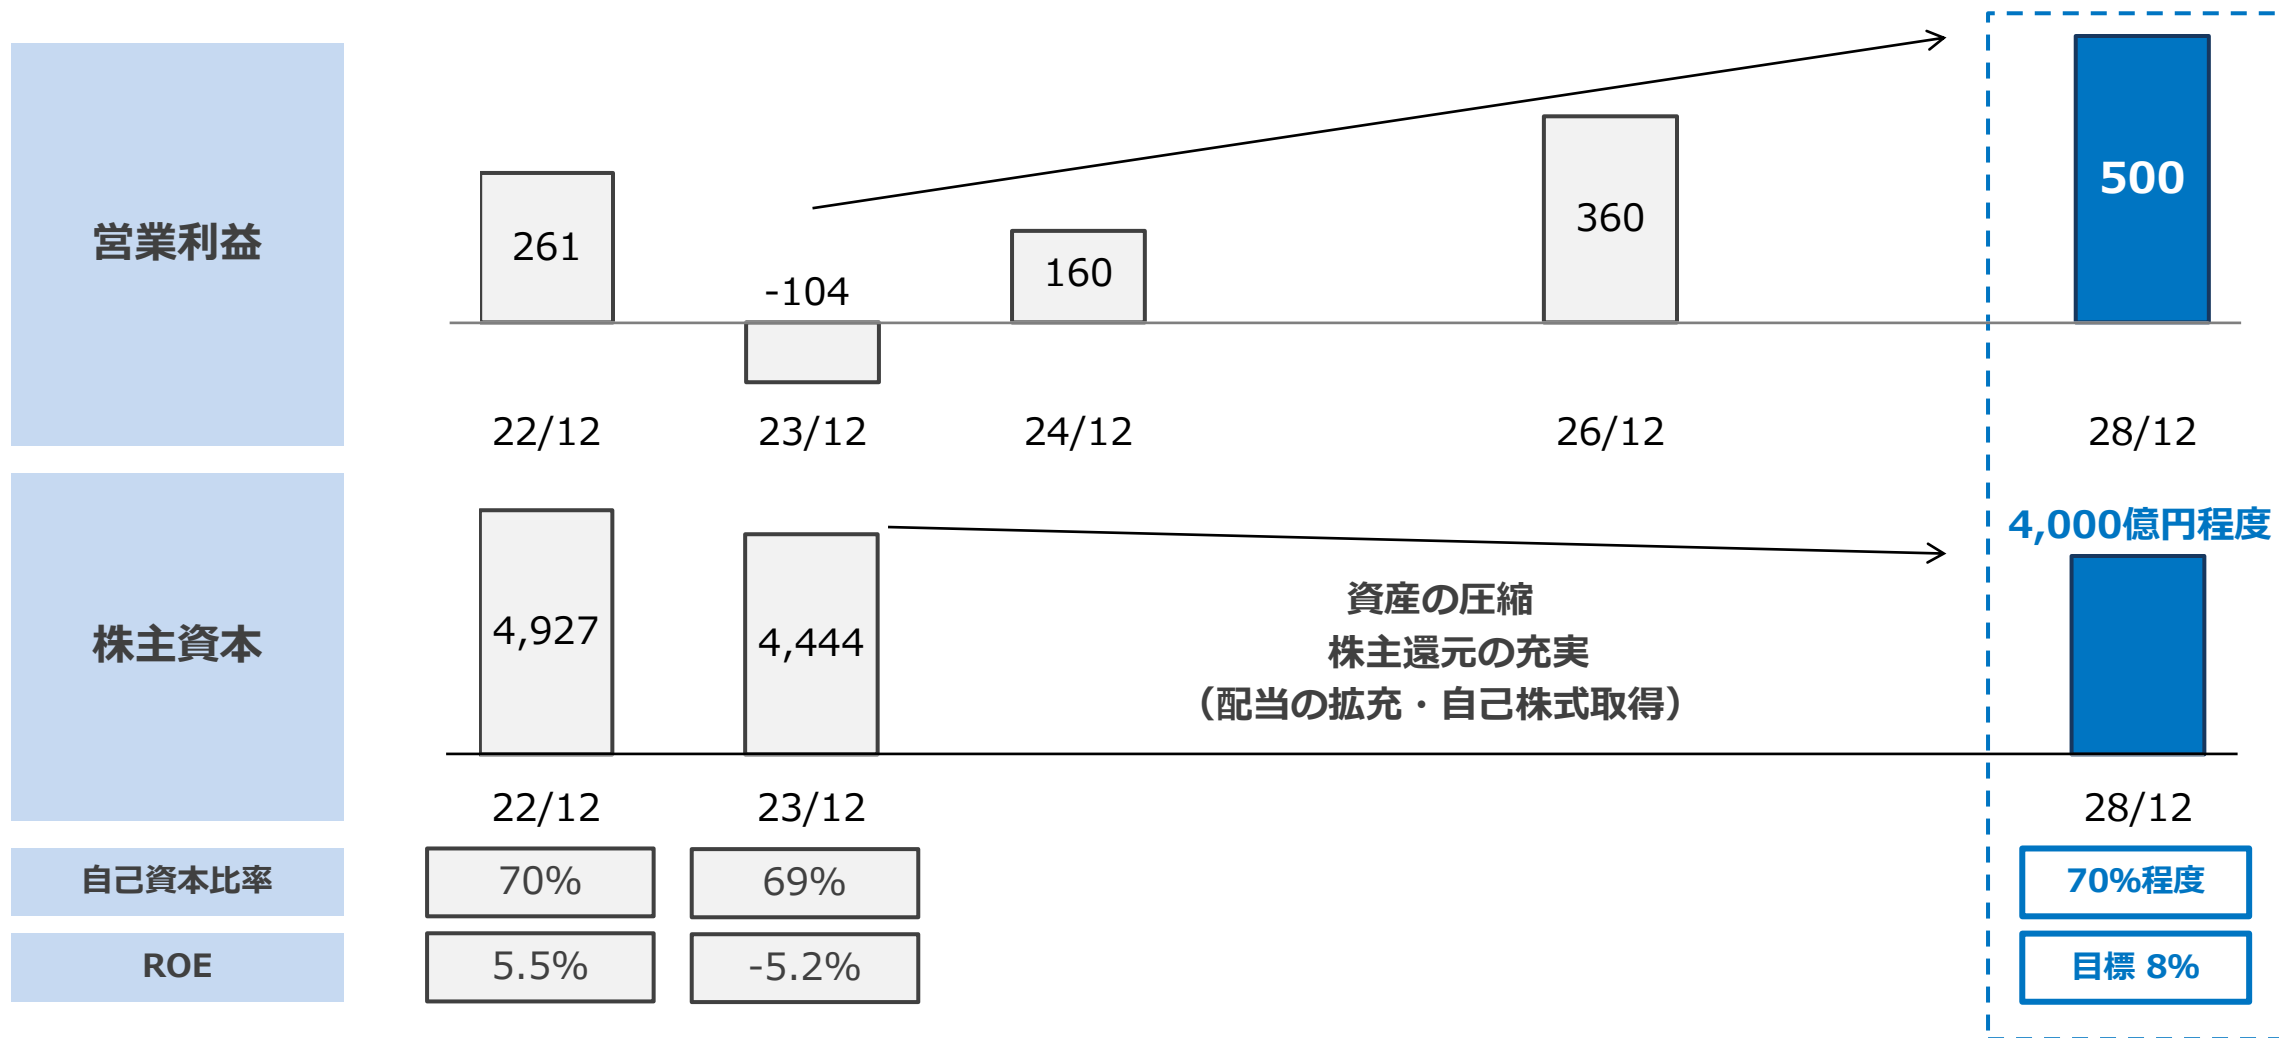 営業利益
261
-104
160
360
500
22/12
23/12
24/12
26/12
28/12
株主資本
4,927
4,444
資産の圧縮
株主還元の充実
（配当の拡充・自己株式取得）
4,000億円程度
22/12
23/12
28/12
自己資本比率
70%
69%
70%程度
ROE
5.5%
-5.2%
目標 8%